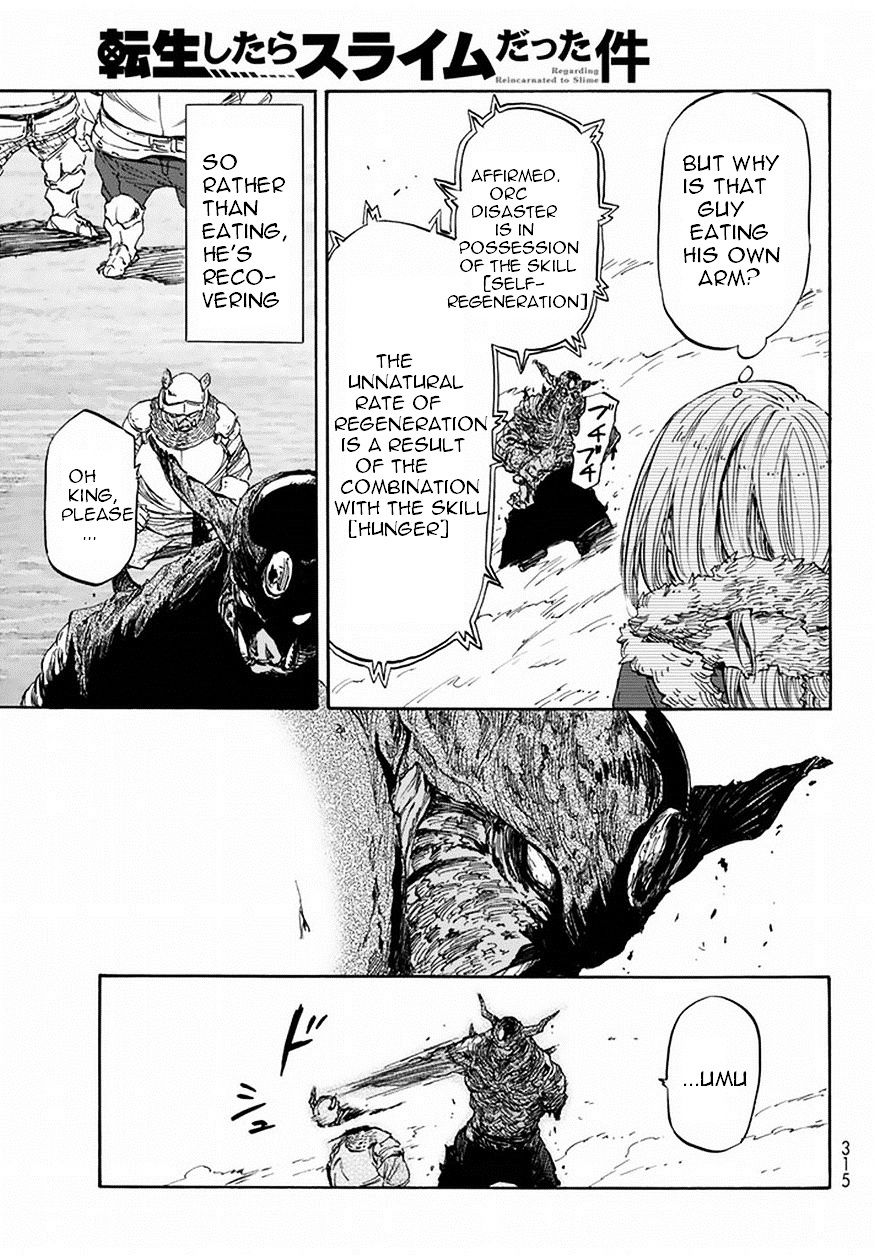 転生したらスライムだった件
Regarding
Reincarnated to Slime
BUT WHY
IS THAT
GUY
EATING
HIS OWN
ARM?
AFFIRMED.
ORC
DISASTER
IS IN
POSSESSION
OF THE SKILL
[SELF-
REGENERATION]
THE
UNNATURAL
RATE OF
REGENERATION
IS A RESULT
OF THE
COMBINATION
WITH THE SKILL
[HUNGER]
ブチブチ
SO
RATHER
THAN
EATING,
HE'S
RECO-
VERING
OH
KING,
PLEASE
...
...UMU
ドシュ
315